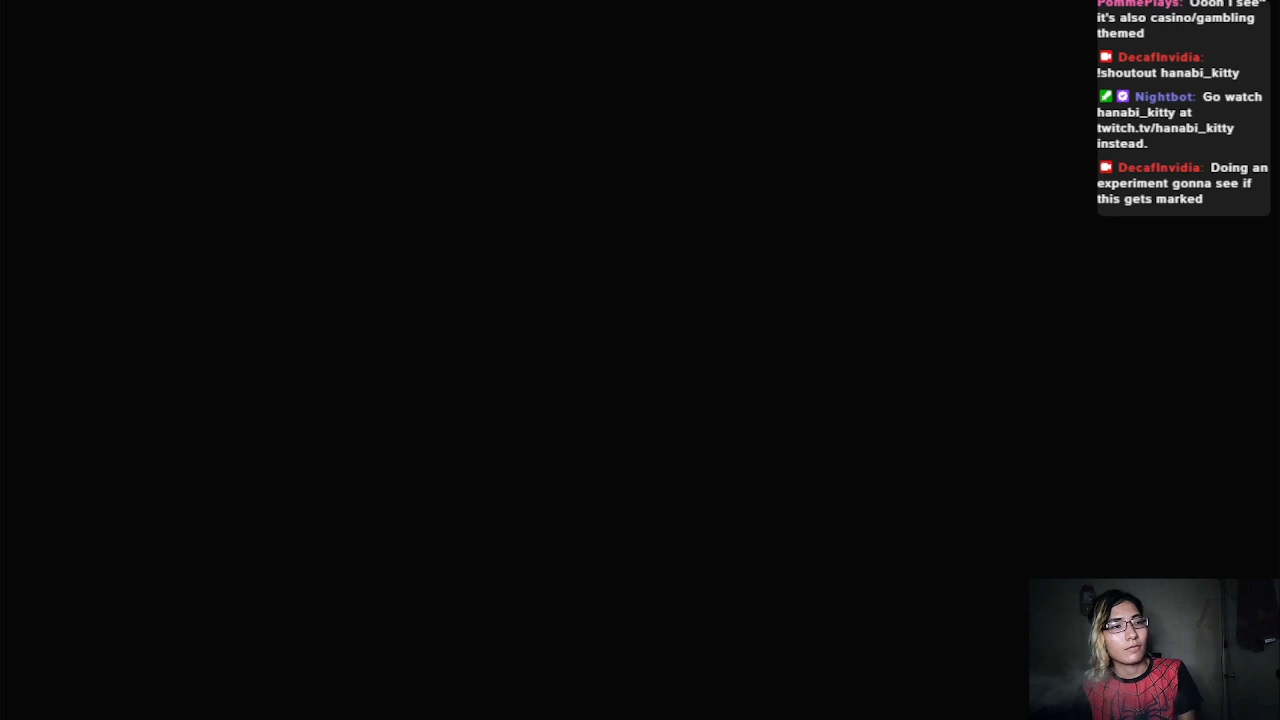 PommePlays: Oooh I see~
it's also casino/gambling
themed
DecafInvidia:
!shoutout hanabi_kitty
Nightbot: Go watch
hanabi_kitty at
twitch.tv/hanabi_kitty
instead.
DecafInvidia: Doing an
experiment gonna see if
this gets marked